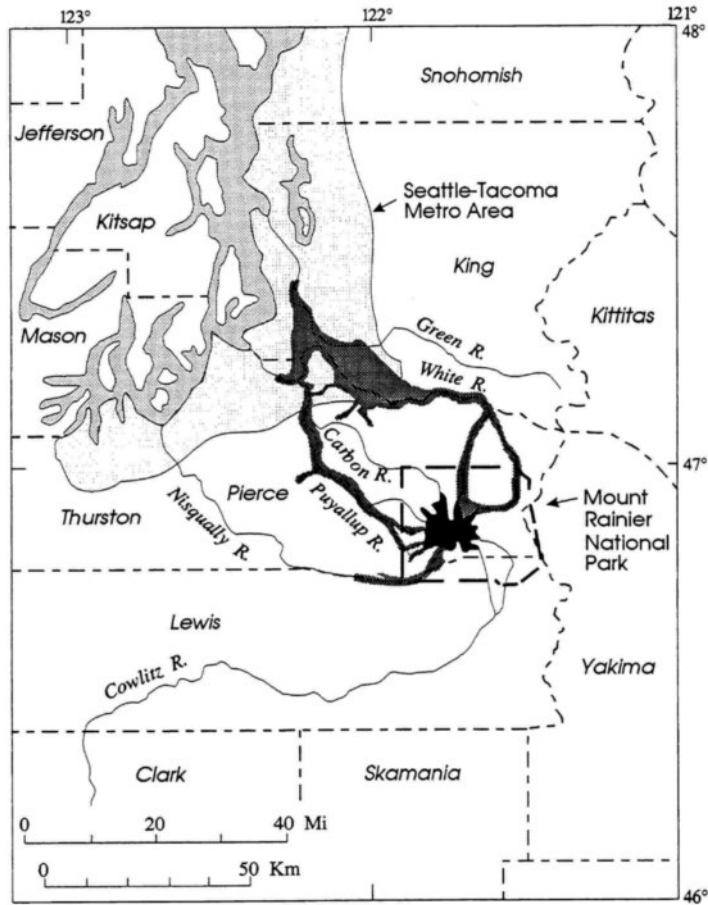 123°
122°
121°
48°
Snohomish
Jefferson
Seattle-Tacoma
Metro Area
Kitsap
King
Kittitas
Mason
Green R.
White R.
47°
Carbon R.
Mount
Rainier
National
Park
Pierce
Puyallup R.
Thurston
Nisqually R.
Lewis
Yakima
Cowlitz R.
Clark
Skamania
0 20 40 Mi
0 50 Km
46°